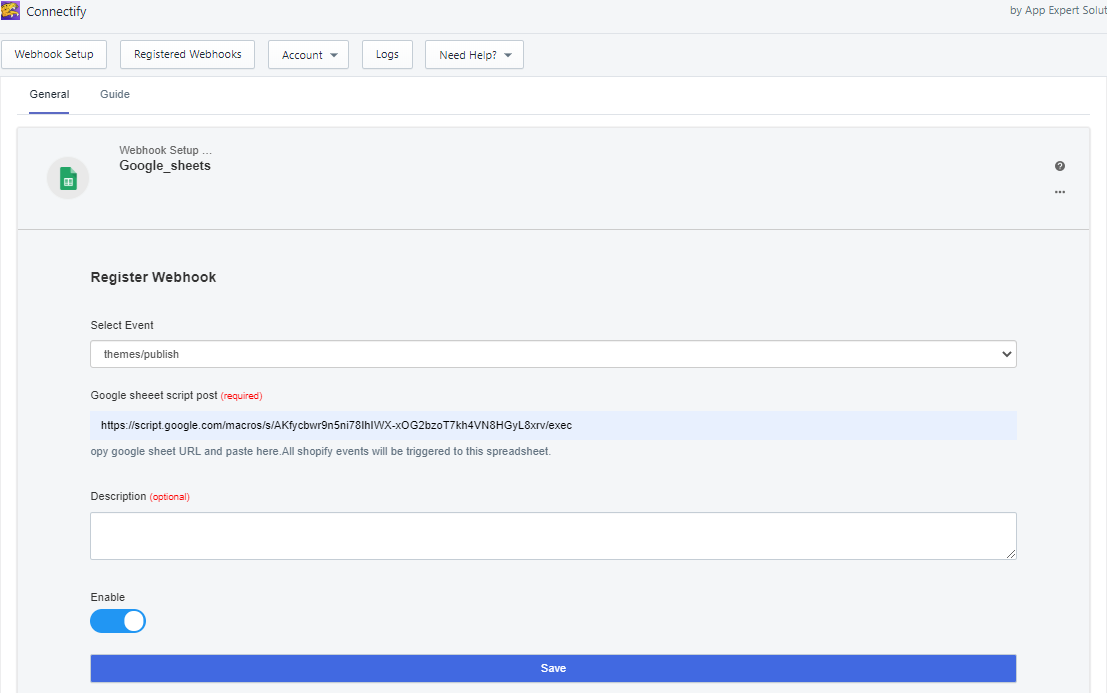 Connectify
by App Expert Solut
Webhook Setup
Registered Webhooks
Account
Logs
Need Help?
General
Guide
Webhook Setup ...
Google_sheets
Register Webhook
Select Event
themes/publish
Google sheeet script post (required)
https://script.google.com/macros/s/AKfycbwr9n5ni78IhIWX-xOG2bzoT7kh4VN8HGyL8xrv/exec
opy google sheet URL and paste here.All shopify events will be triggered to this spreadsheet.
Description (optional)
Enable
Save